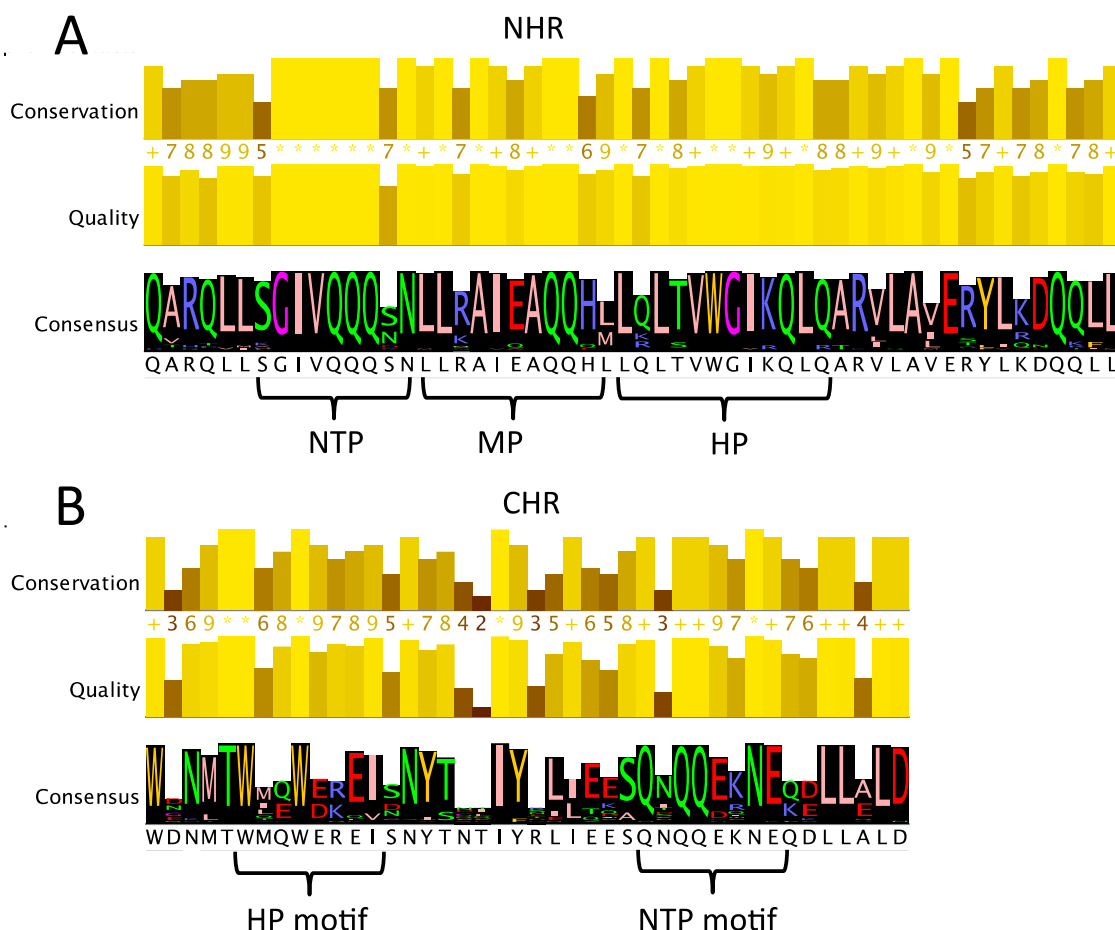 A
NHR
Conservation
+788995******7*+*7*+8+**69*7*8+**+9+*88+9+*9*57+78*78+
Quality
Consensus
QARQLLSGIVQQQSNLLRAIEAQQHLLQLTVWGIKQLQARVLAVERYLKDQQLL
NTP MP HP
B
CHR
Conservation
+369**68*97895+7842*935+658+3++97*+76++4++
Quality
Consensus
WDNMTWMQWEREISNYTNTIYRLIEESQNQQEKNEQDLLALD
HP motif NTP motif